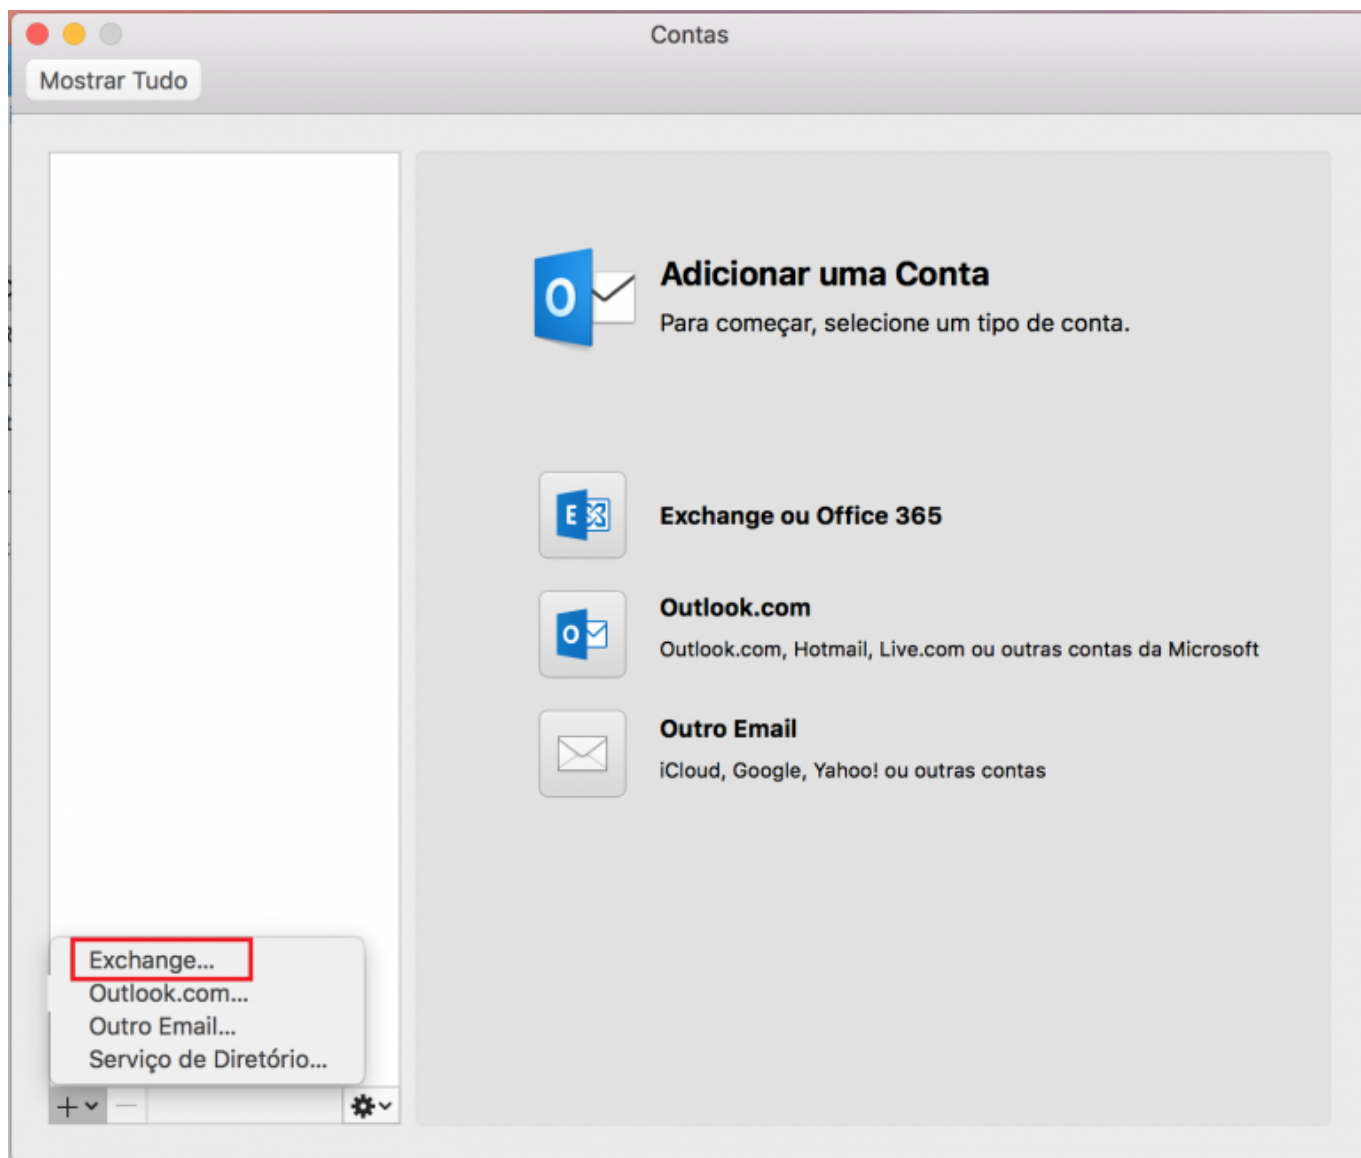 Contas
Mostrar Tudo
Adicionar uma Conta
Para começar, selecione um tipo de conta.
Exchange ou Office 365
Outlook.com
Outlook.com, Hotmail, Live.com ou outras contas da Microsoft
Outro Email
iCloud, Google, Yahoo! ou outras contas
Exchange...
Outlook.com...
Outro Email...
Serviço de Diretório...